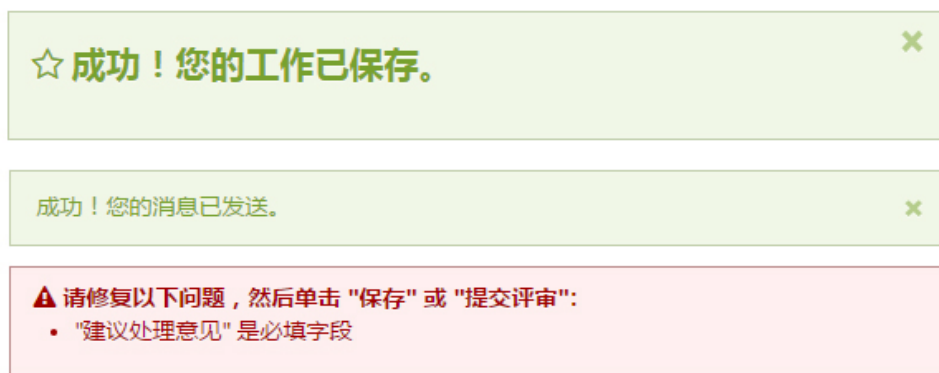 成功！您的工作已保存。
成功！您的消息已发送。
请修复以下问题，然后单击 "保存" 或 "提交评审"：
"建议处理意见" 是必填字段